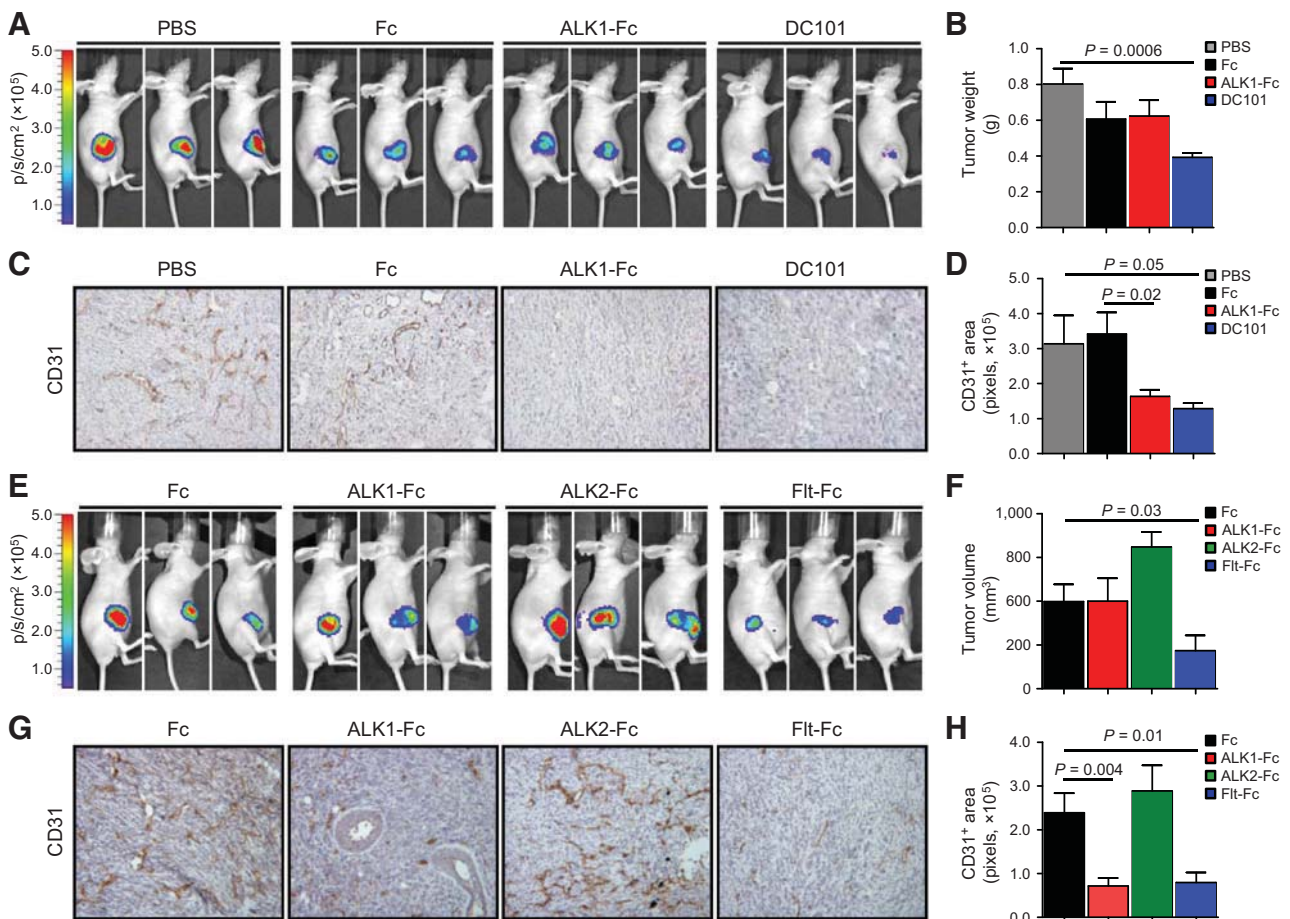 A
PBS
Fc
ALK1-Fc
DC101
p/s/cm² (×10⁵)
5.0
4.0
3.0
2.0
1.0
B
P = 0.0006
PBS
Fc
ALK1-Fc
DC101
Tumor weight
(g)
1.0
0.8
0.6
0.4
0.2
0.0
C
PBS
Fc
ALK1-Fc
DC101
CD31
D
P = 0.05
P = 0.02
PBS
Fc
ALK1-Fc
DC101
CD31⁺ area
(pixels, ×10⁵)
5.0
4.0
3.0
2.0
1.0
0.0
E
Fc
ALK1-Fc
ALK2-Fc
Flt-Fc
p/s/cm² (×10⁵)
5.0
4.0
3.0
2.0
1.0
F
P = 0.03
Fc
ALK1-Fc
ALK2-Fc
Flt-Fc
Tumor volume
(mm³)
1,000
800
600
200
0
G
Fc
ALK1-Fc
ALK2-Fc
Flt-Fc
CD31
H
P = 0.01
P = 0.004
Fc
ALK1-Fc
ALK2-Fc
Flt-Fc
CD31⁺ area
(pixels, ×10⁵)
4.0
3.0
2.0
1.0
0.0